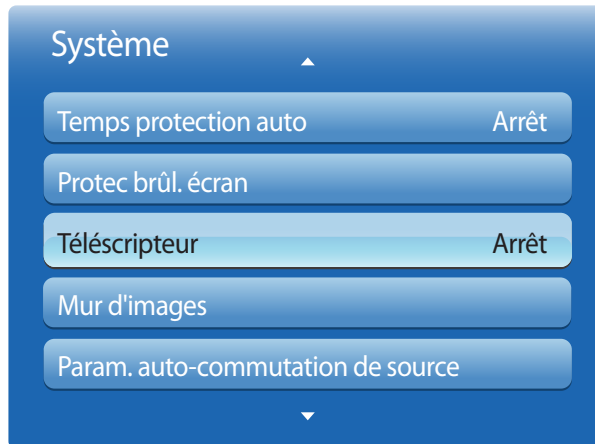 Système
Temps protection auto Arrêt
Protec brûl. écran
Téléscripteur Arrêt
Mur d'images
Param. auto-commutation de source